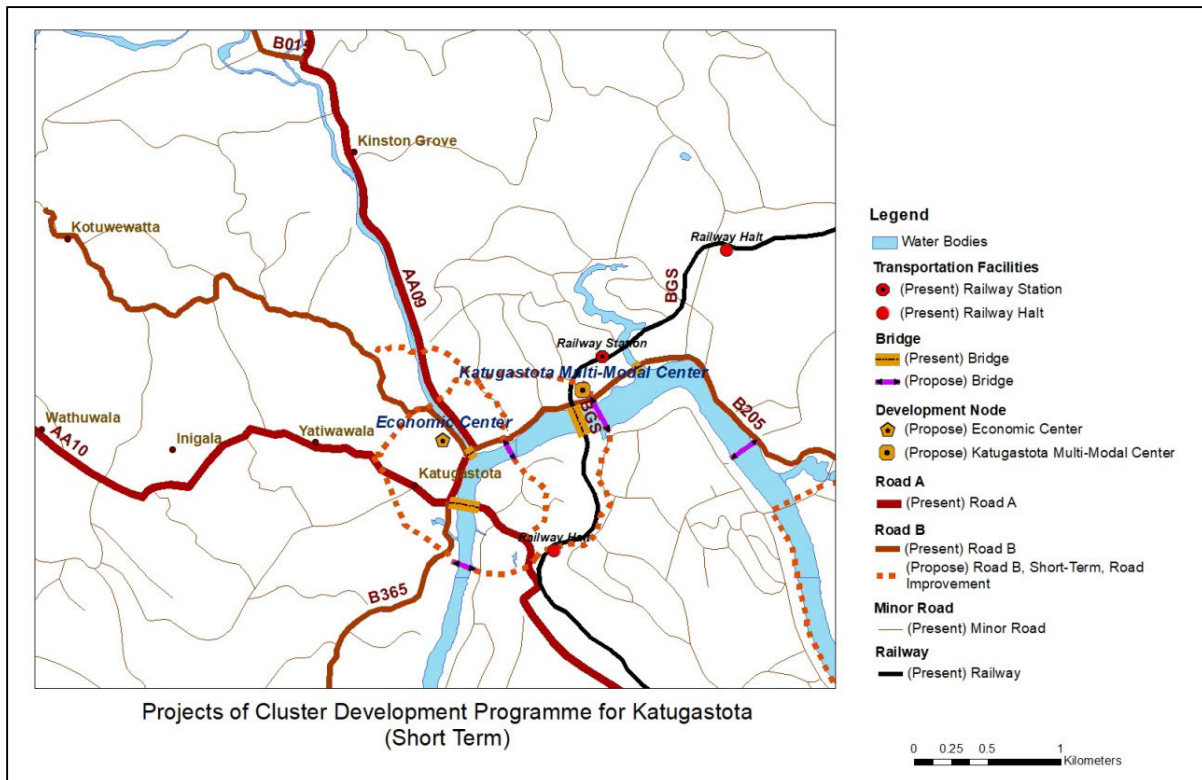 B015
Kinston Grove
Kotuwewatta
Railway Halt
AA09
BGS
Railway Station
Katugastota Multi-Modal Center
BGS
B205
Wathuwala
AA10
Inigala
Yatiwawala
Economic Center
Katugastota
Railway Halt
B365
Legend
Water Bodies
Transportation Facilities
(Present) Railway Station
(Present) Railway Halt
Bridge
(Present) Bridge
(Propose) Bridge
Development Node
(Propose) Economic Center
(Propose) Katugastota Multi-Modal Center
Road A
(Present) Road A
Road B
(Present) Road B
(Propose) Road B, Short-Term, Road
Improvement
Minor Road
(Present) Minor Road
Railway
(Present) Railway
Projects of Cluster Development Programme for Katugastota
(Short Term)
0 0.25 0.5 1
Kilometers